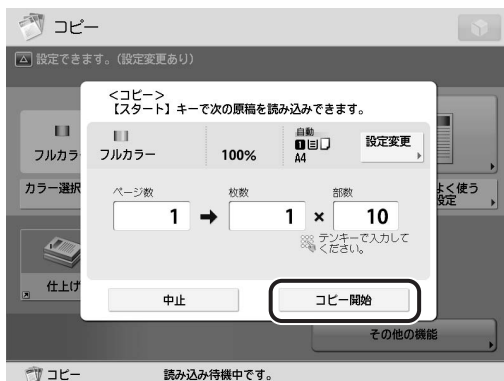 コピー
設定できます。(設定変更あり)
<コピー>
【スタート】キーで次の原稿を読み込みできます。
フルカラー
100%
自動
1
A4
設定変更
ページ数
枚数
部数
1 → 1 × 10
テンキーで入力して
ください。
中止
コピー開始
フルカラ
カラー選択
よく使う
設定
仕上げ
その他の機能
コピー
読み込み待機中です。